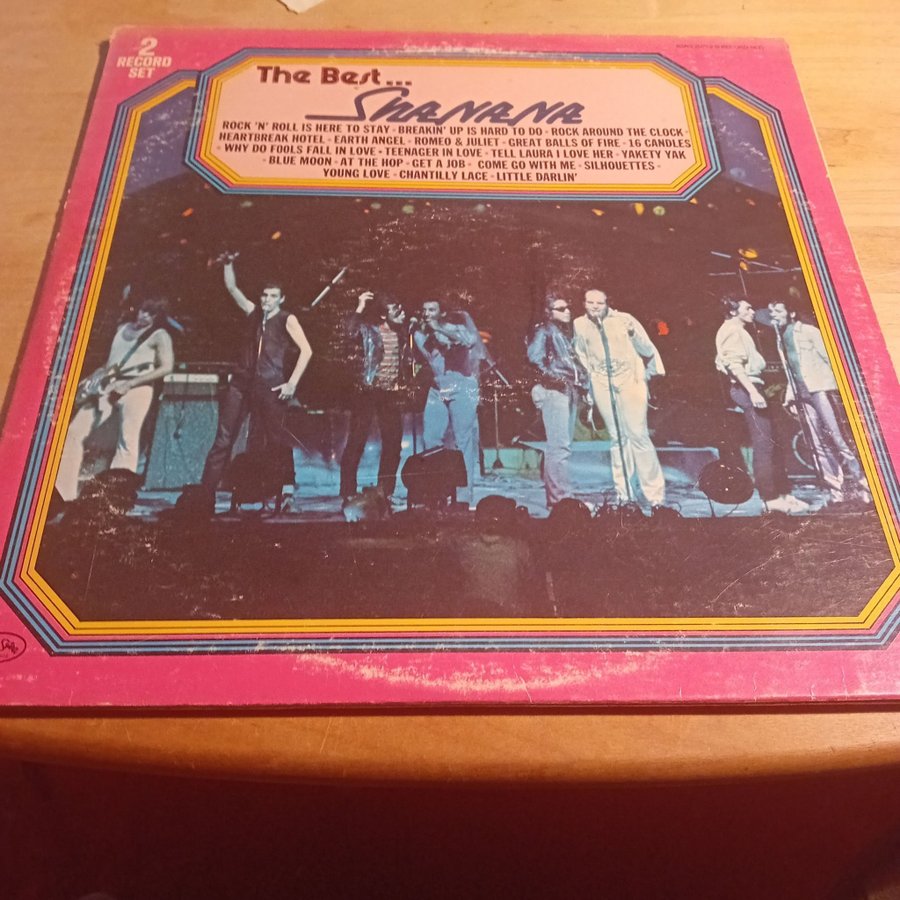 2
RECORD
SET
The Best...
SHANANA
ROCK 'N' ROLL IS HERE TO STAY - BREAKIN' UP IS HARD TO DO - ROCK AROUND THE CLOCK -
HEARTBREAK HOTEL - EARTH ANGEL - ROMEO & JULIET - GREAT BALLS OF FIRE - 16 CANDLES
- WHY DO FOOLS FALL IN LOVE - TEENAGER IN LOVE - TELL LAURA I LOVE HER - YAKETY YAK
- BLUE MOON - AT THE HOP - GET A JOB - COME GO WITH ME - SILHOUETTES -
YOUNG LOVE - CHANTILLY LACE - LITTLE DARLIN'